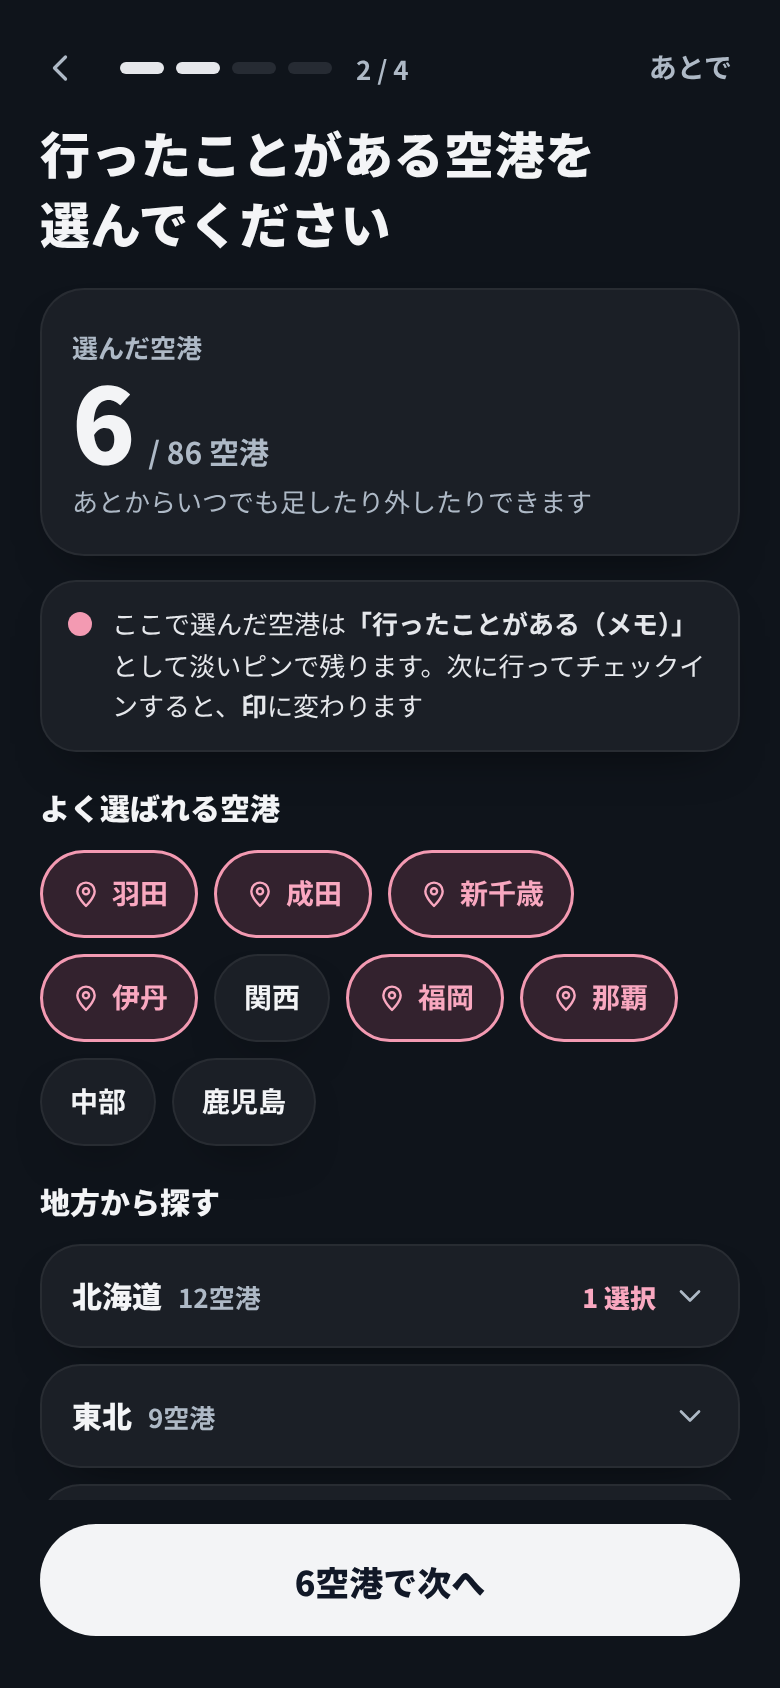 2 / 4
あとで
行ったことがある空港を
選んでください
選んだ空港
6 / 86 空港
あとからいつでも足したり外したりできます
ここで選んだ空港は「行ったことがある（メモ）」
として淡いピンで残ります。次に行ってチェックイ
ンすると、印に変わります
よく選ばれる空港
羽田 成田 新千歳
伊丹 関西 福岡 那覇
中部 鹿児島
地方から探す
北海道 12空港 1 選択
東北 9空港
6空港で次へ